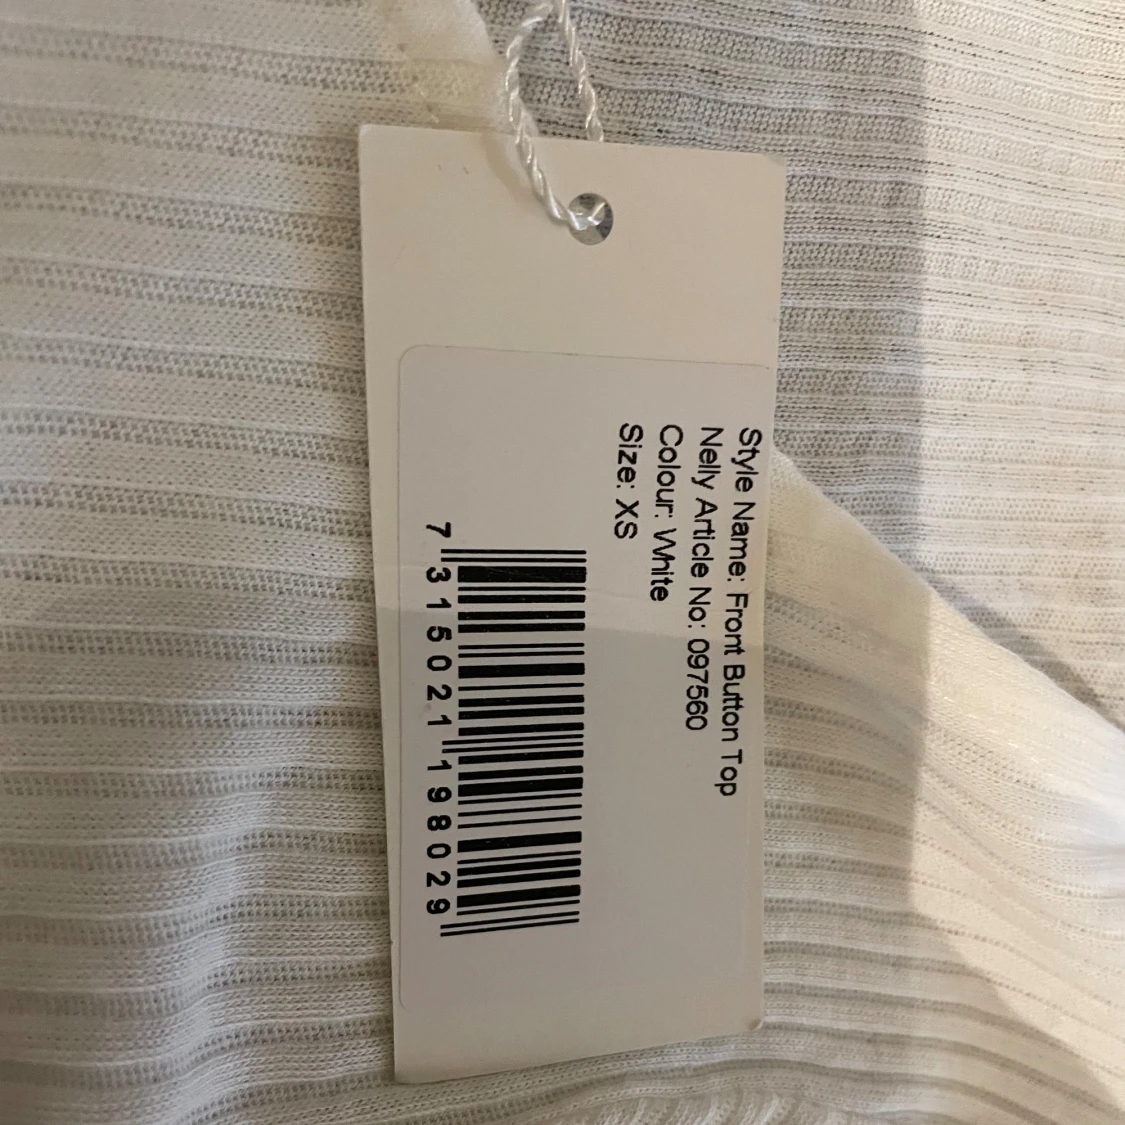 Style Name: Front Button Top
Nelly Article No: 097560
Colour: White
Size: XS
7 315021 198029